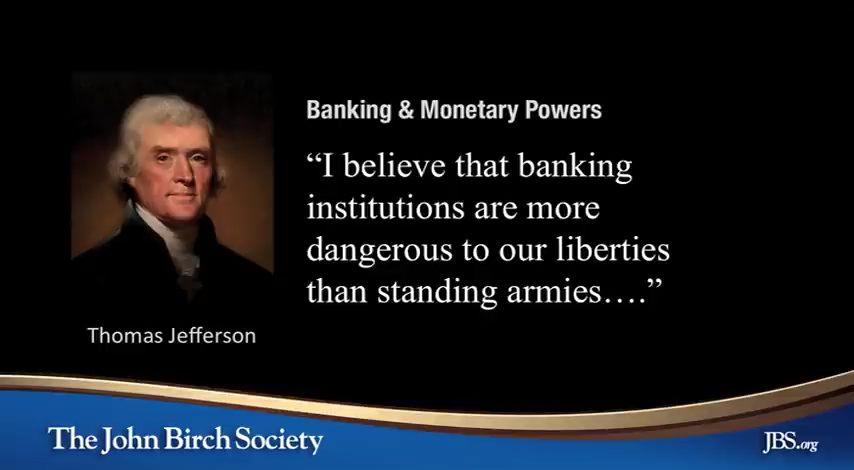 Banking & Monetary Powers
“I believe that banking
institutions are more
dangerous to our liberties
than standing armies….”
Thomas Jefferson
The John Birch Society
JBS.org